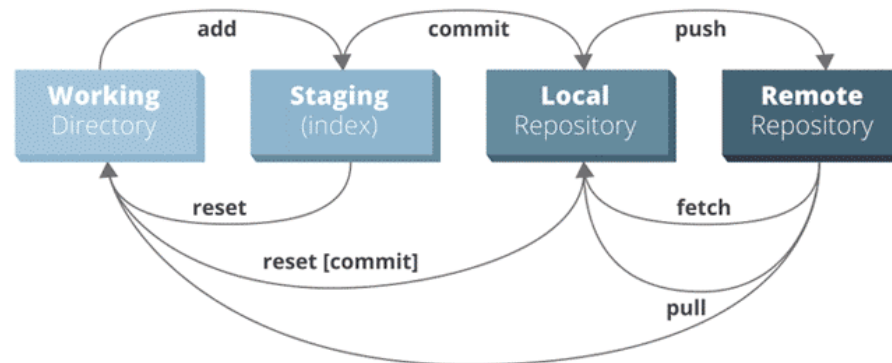 add
commit
push
Working
Directory
Staging
(index)
Local
Repository
Remote
Repository
reset
fetch
reset [commit]
pull